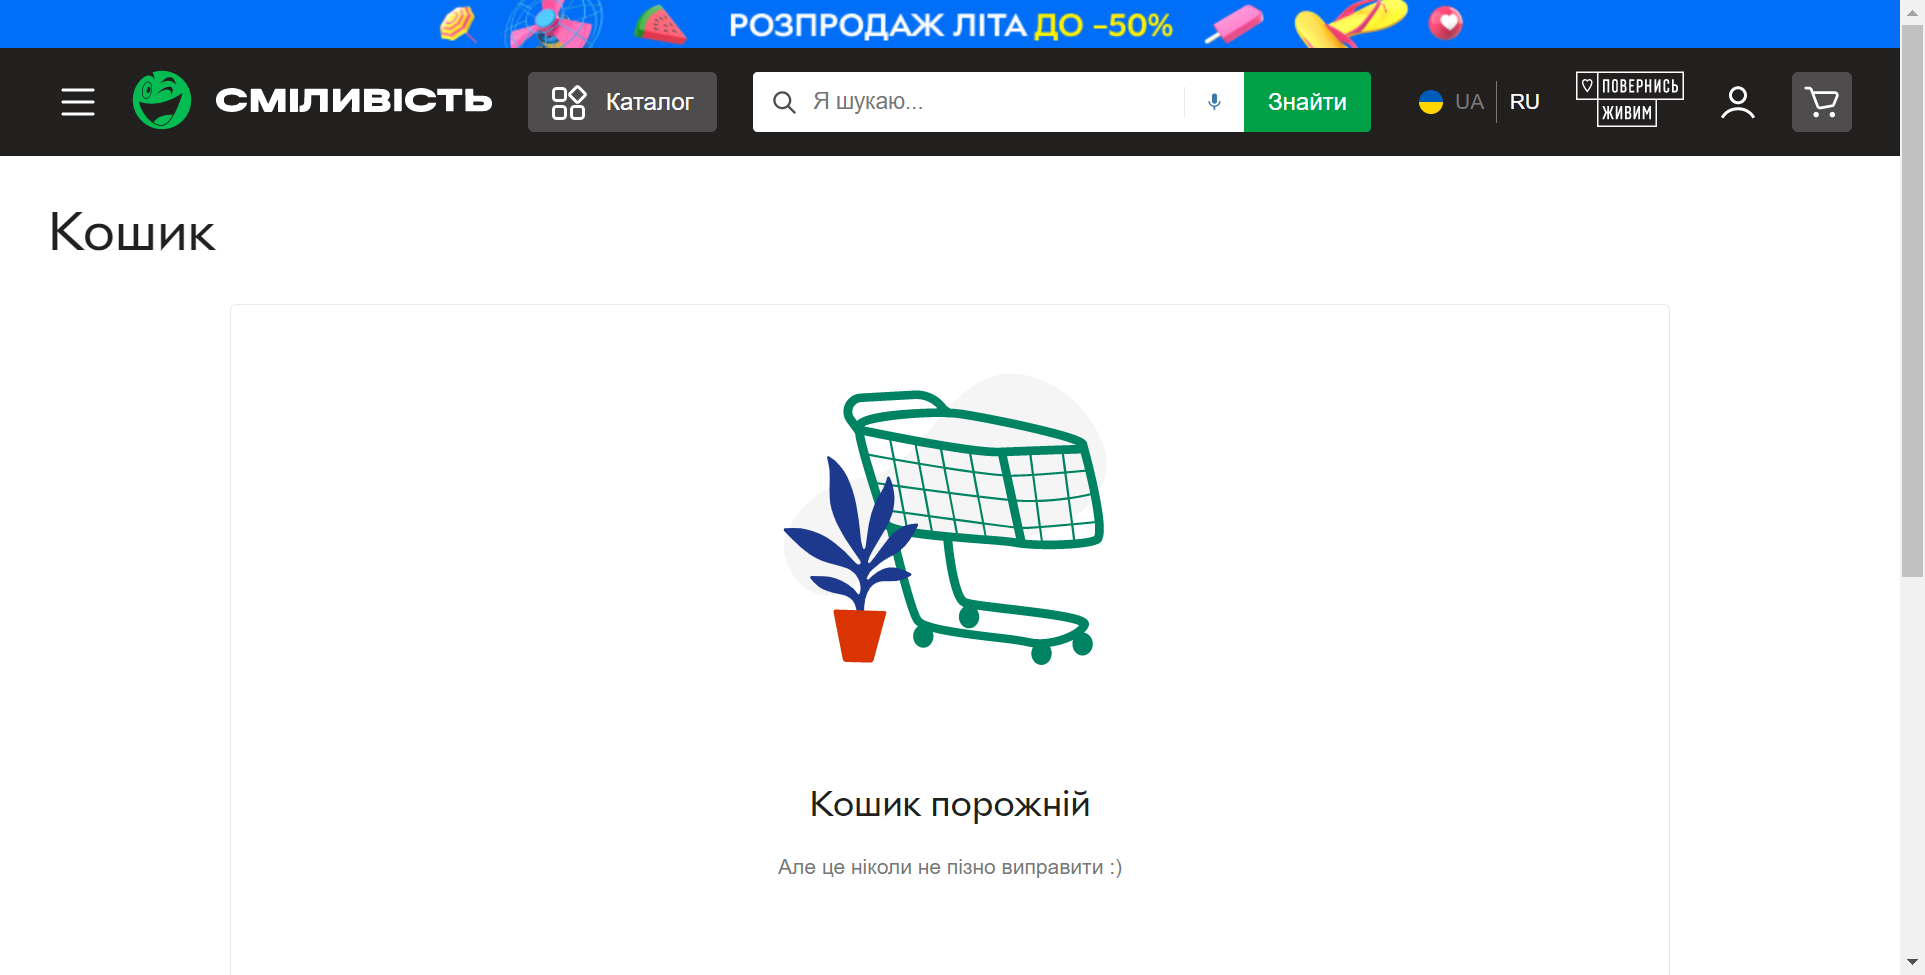 РОЗПРОДАЖ ЛІТА ДО –50%
СМІЛИВІСТЬ
Каталог
Я шукаю...
Знайти
UA
RU
ПОВЕРНИСЬ
ЖИВИМ
Кошик
Кошик порожній
Але це ніколи не пізно виправити :)